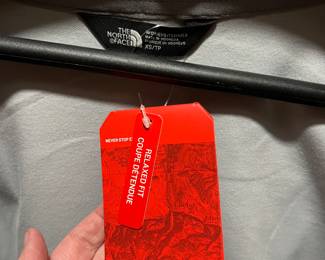 THE
NORTH
FACE
XS/TP
NEVER STOP
RELAXED FIT
COUPE DÉTENDUE